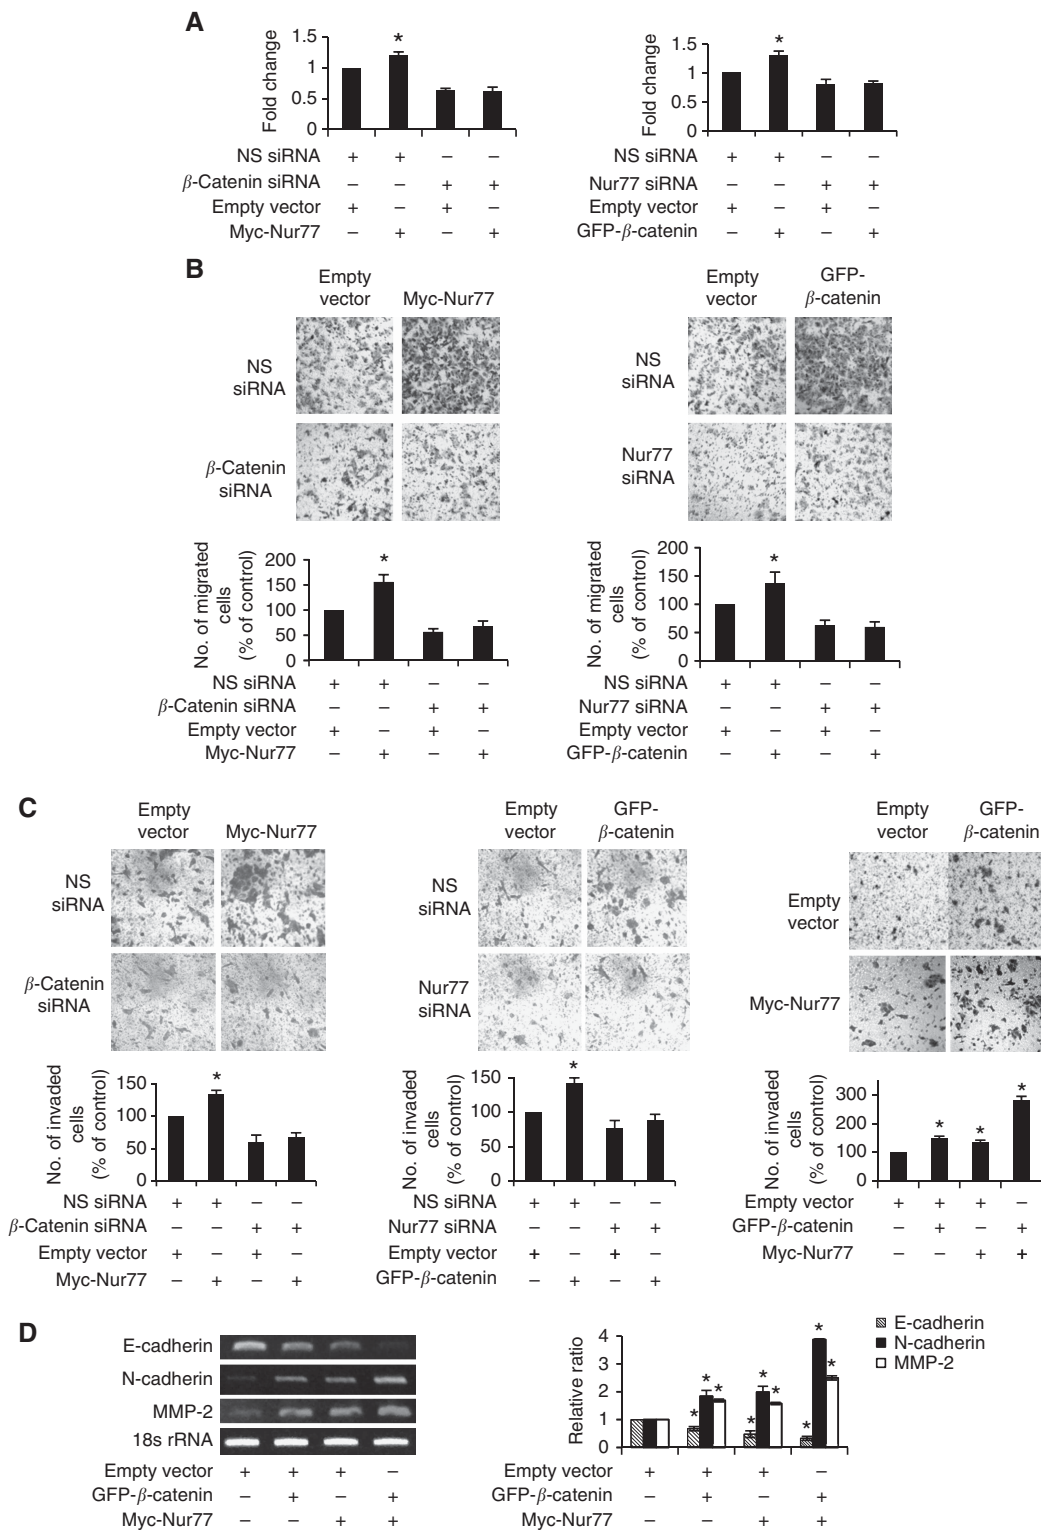 A
Fold change
1.5
1
0.5
0
*
NS siRNA + + – –
β-Catenin siRNA – – + +
Empty vector + – + –
Myc-Nur77 – + – +
Fold change
1.5
1
0.5
0
*
NS siRNA + + – –
Nur77 siRNA – – + +
Empty vector + – + –
GFP-β-catenin – + – +
B
Empty vector
Myc-Nur77
NS siRNA
β-Catenin siRNA
Empty vector
GFP-β-catenin
NS siRNA
Nur77 siRNA
No. of migrated cells (% of control)
200
150
100
50
0
*
NS siRNA + + – –
β-Catenin siRNA – – + +
Empty vector + – + –
Myc-Nur77 – + – +
No. of migrated cells (% of control)
200
150
100
50
0
*
NS siRNA + + – –
Nur77 siRNA – – + +
Empty vector + – + –
GFP-β-catenin – + – +
C
Empty vector
Myc-Nur77
NS siRNA
β-Catenin siRNA
Empty vector
GFP-β-catenin
NS siRNA
Nur77 siRNA
Empty vector
GFP-β-catenin
Empty vector
Myc-Nur77
No. of invaded cells (% of control)
150
100
50
0
*
NS siRNA + + – –
β-Catenin siRNA – – + +
Empty vector + – + –
Myc-Nur77 – + – +
No. of invaded cells (% of control)
150
100
50
0
*
NS siRNA + + – –
Nur77 siRNA – – + +
Empty vector + – + –
GFP-β-catenin – + – +
No. of invaded cells (% of control)
300
200
100
0
* * *
Empty vector + + + –
GFP-β-catenin – + – +
Myc-Nur77 – – + +
D
E-cadherin
N-cadherin
MMP-2
18s rRNA
Empty vector + + + –
GFP-β-catenin – + – +
Myc-Nur77 – – + +
Relative ratio
4
3
2
1
0
* * * * * * * * *
E-cadherin
N-cadherin
MMP-2
Empty vector + + + –
GFP-β-catenin – + – +
Myc-Nur77 – – + +